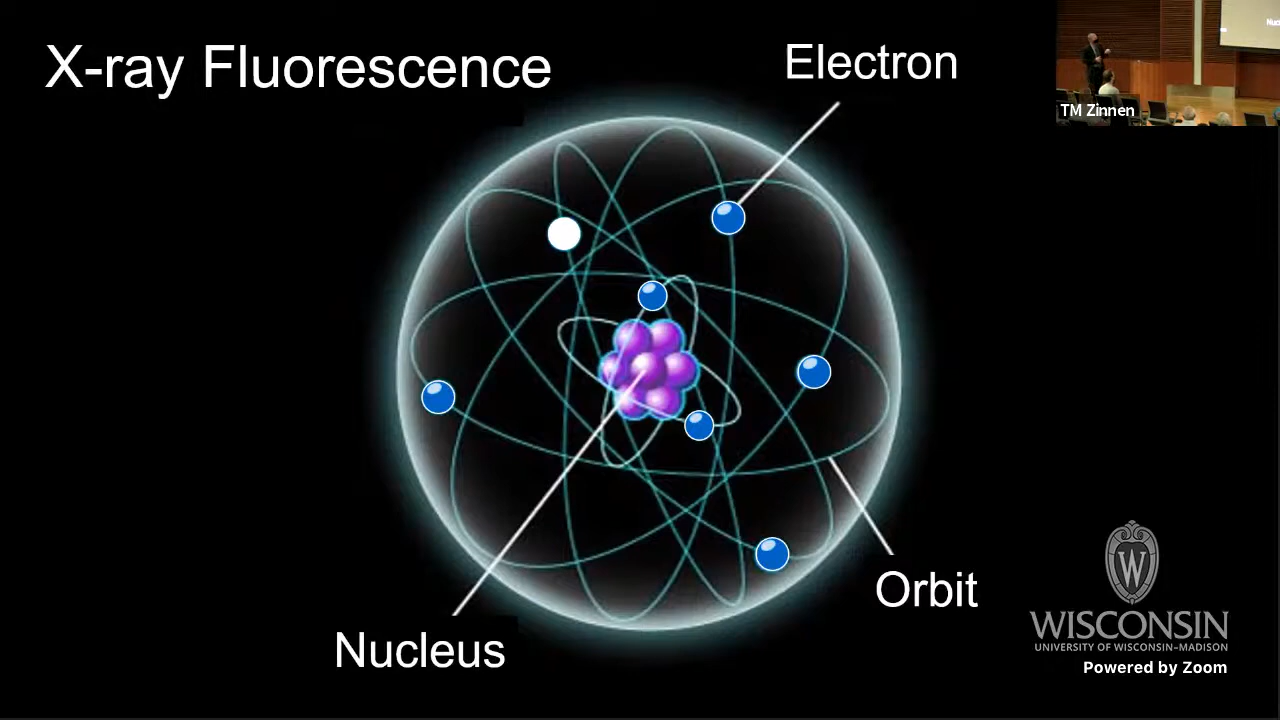 X-ray Fluorescence
Electron
TM Zinnen
Orbit
Nucleus
W
WISCONSIN
UNIVERSITY OF WISCONSIN–MADISON
Powered by Zoom